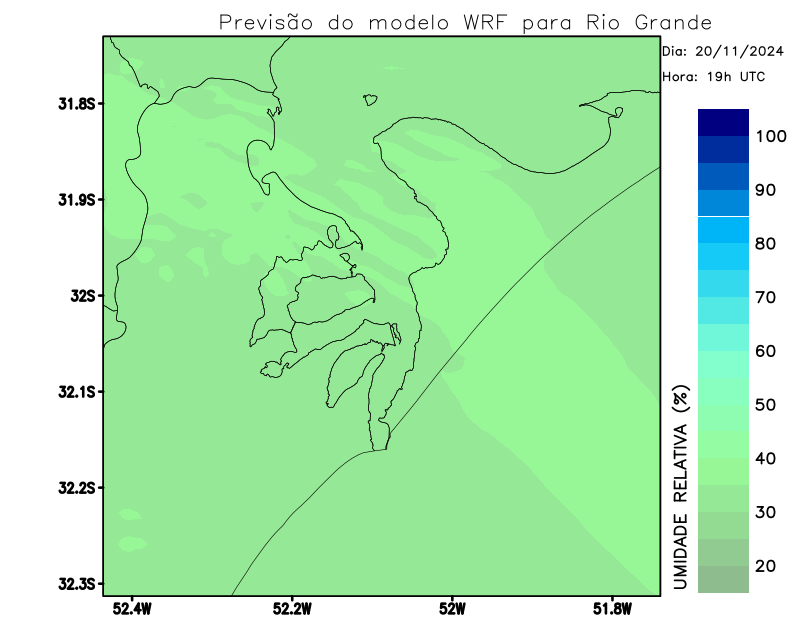 Previsão do modelo WRF para Rio Grande
Dia: 20/11/2024
Hora: 19h UTC
31.8S
31.9S
32S
32.1S
32.2S
32.3S
52.4W
52.2W
52W
51.8W
100
90
80
70
60
50
40
30
20
UMIDADE RELATIVA (%)